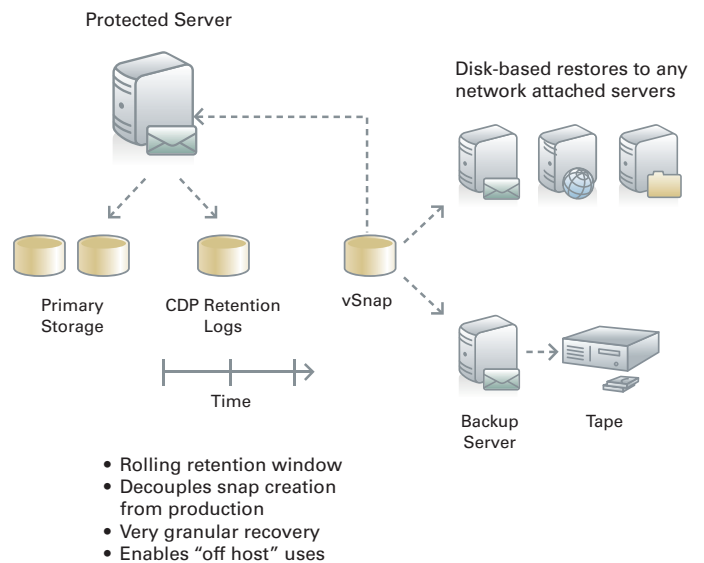 Protected Server
Disk-based restores to any
network attached servers
Primary
Storage
CDP Retention
Logs
vSnap
Time
Backup
Server
Tape
• Rolling retention window
• Decouples snap creation
from production
• Very granular recovery
• Enables “off host” uses